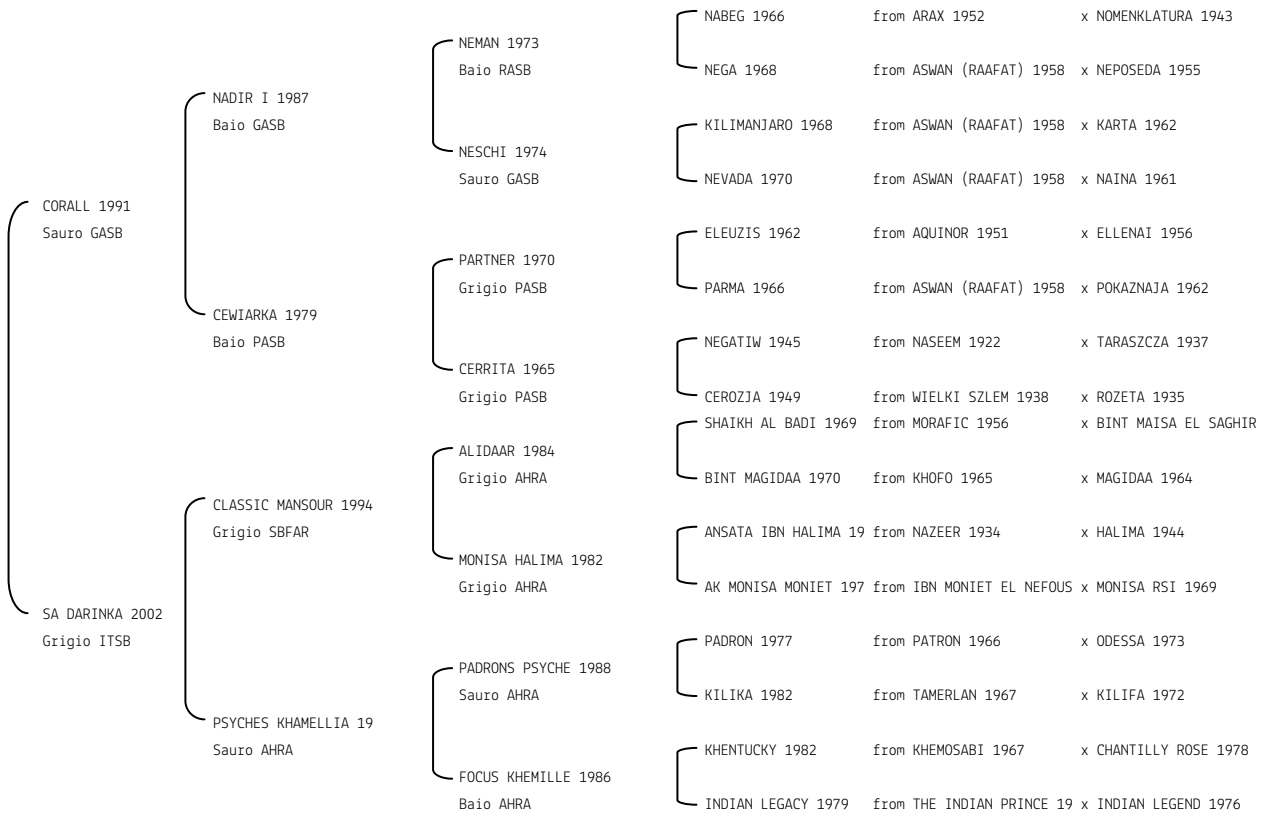 NABEG 1966 from ARAX 1952 x NOMENKLATURA 1943
NEMAN 1973
Baio RASB
NEGA 1968 from ASWAN (RAAFAT) 1958 x NEPOSEDA 1955
NADIR I 1987
Baio GASB
KILIMANJARO 1968 from ASWAN (RAAFAT) 1958 x KARTA 1962
NESCHI 1974
Sauro GASB
NEVADA 1970 from ASWAN (RAAFAT) 1958 x NAINA 1961
CORALL 1991
Sauro GASB
ELEUZIS 1962 from AQUINOR 1951 x ELLENAI 1956
PARTNER 1970
Grigio PASB
PARMA 1966 from ASWAN (RAAFAT) 1958 x POKAZNAJA 1962
CEWIARKA 1979
Baio PASB
NEGATIW 1945 from NASEEM 1922 x TARASZCZA 1937
CERRITA 1965
Grigio PASB
CEROZJA 1949 from WIELKI SZLEM 1938 x ROZETA 1935
SHAIKH AL BADI 1969 from MORAFIC 1956 x BINT MAISA EL SAGHIR
ALIDAAR 1984
Grigio AHRA
BINT MAGIDAA 1970 from KHOFO 1965 x MAGIDAA 1964
CLASSIC MANSOUR 1994
Grigio SBFAR
ANSATA IBN HALIMA 19 from NAZEER 1934 x HALIMA 1944
MONISA HALIMA 1982
Grigio AHRA
AK MONISA MONIET 197 from IBN MONIET EL NEFOUS x MONISA RSI 1969
SA DARINKA 2002
Grigio ITSB
PADRON 1977 from PATRON 1966 x ODESSA 1973
PADRONS PSYCHE 1988
Sauro AHRA
KILIKA 1982 from TAMERLAN 1967 x KILIFA 1972
PSYCHES KHAMELLIA 19
Sauro AHRA
KHENTUCKY 1982 from KHEMOSABI 1967 x CHANTILLY ROSE 1978
FOCUS KHEMILLE 1986
Baio AHRA
INDIAN LEGACY 1979 from THE INDIAN PRINCE 19 x INDIAN LEGEND 1976